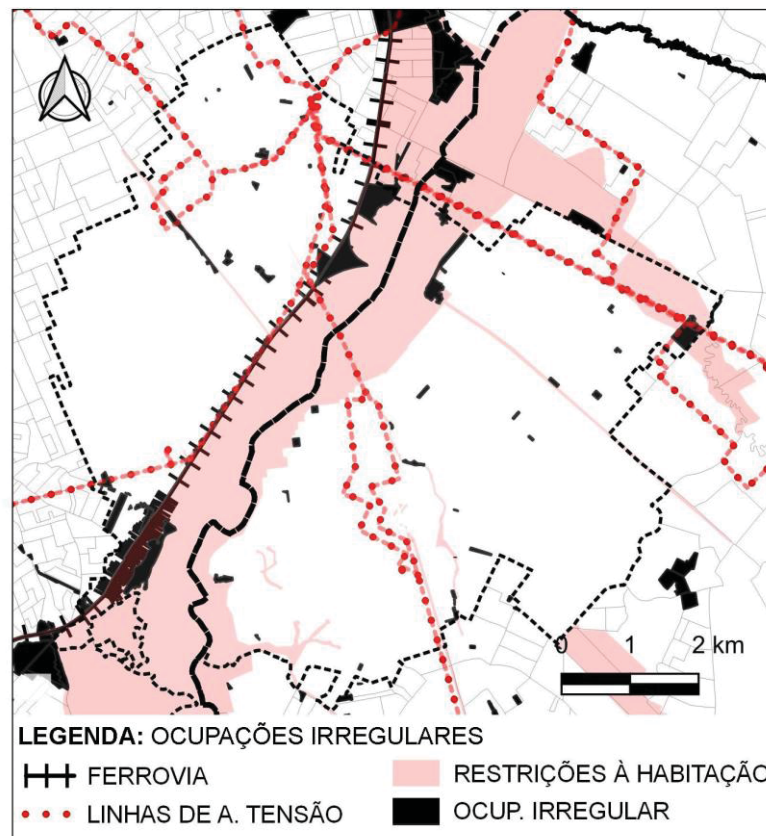 0 1 2 km
LEGENDA: OCUPAÇÕES IRREGULARES
FERROVIA
RESTRIÇÕES À HABITAÇÃO
LINHAS DE A. TENSÃO
OCUP. IRREGULAR